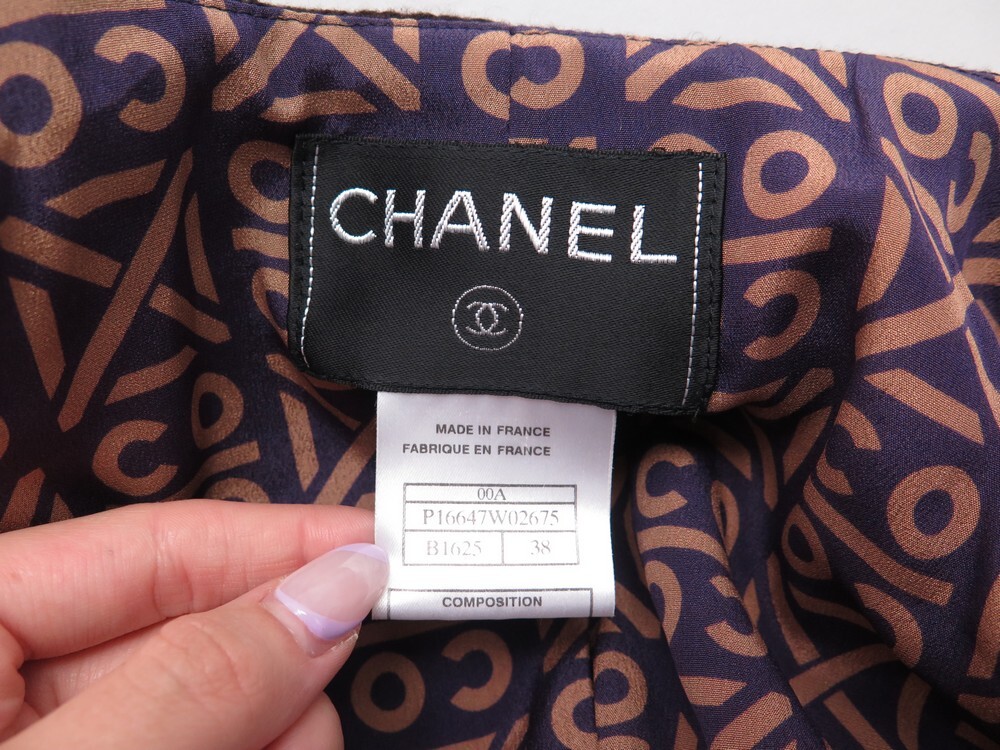 CHANEL
MADE IN FRANCE
FABRIQUE EN FRANCE
00A
P16647W02675
B1625 38
COMPOSITION